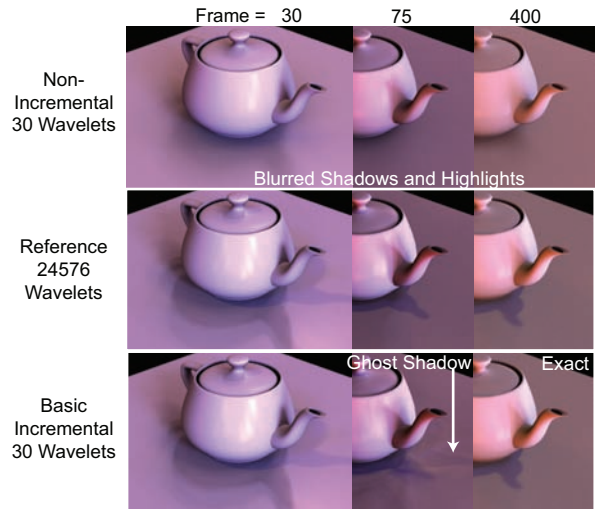 Frame = 30 75 400
Non-
Incremental
30 Wavelets
Blurred Shadows and Highlights
Reference
24576
Wavelets
Ghost Shadow
Exact
Basic
Incremental
30 Wavelets